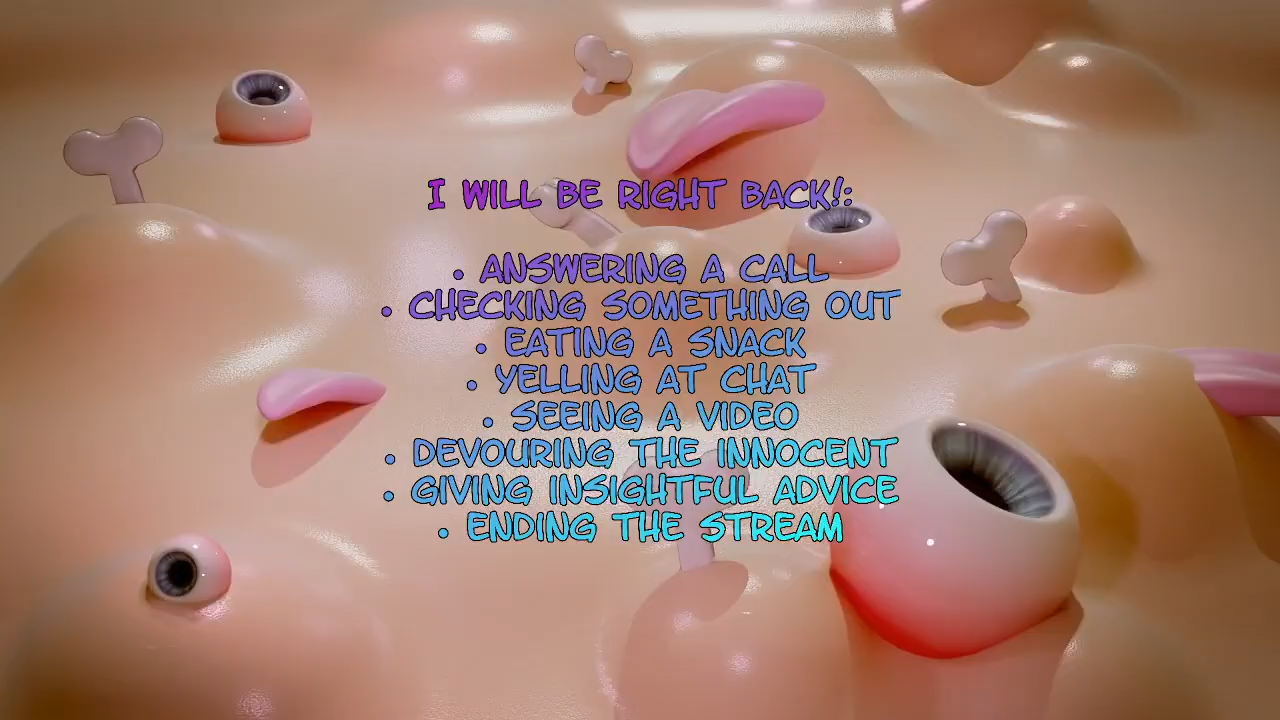 I WILL BE RIGHT BACK!:
• ANSWERING A CALL
• CHECKING SOMETHING OUT
• EATING A SNACK
• YELLING AT CHAT
• SEEING A VIDEO
• DEVOURING THE INNOCENT
• GIVING INSIGHTFUL ADVICE
• ENDING THE STREAM